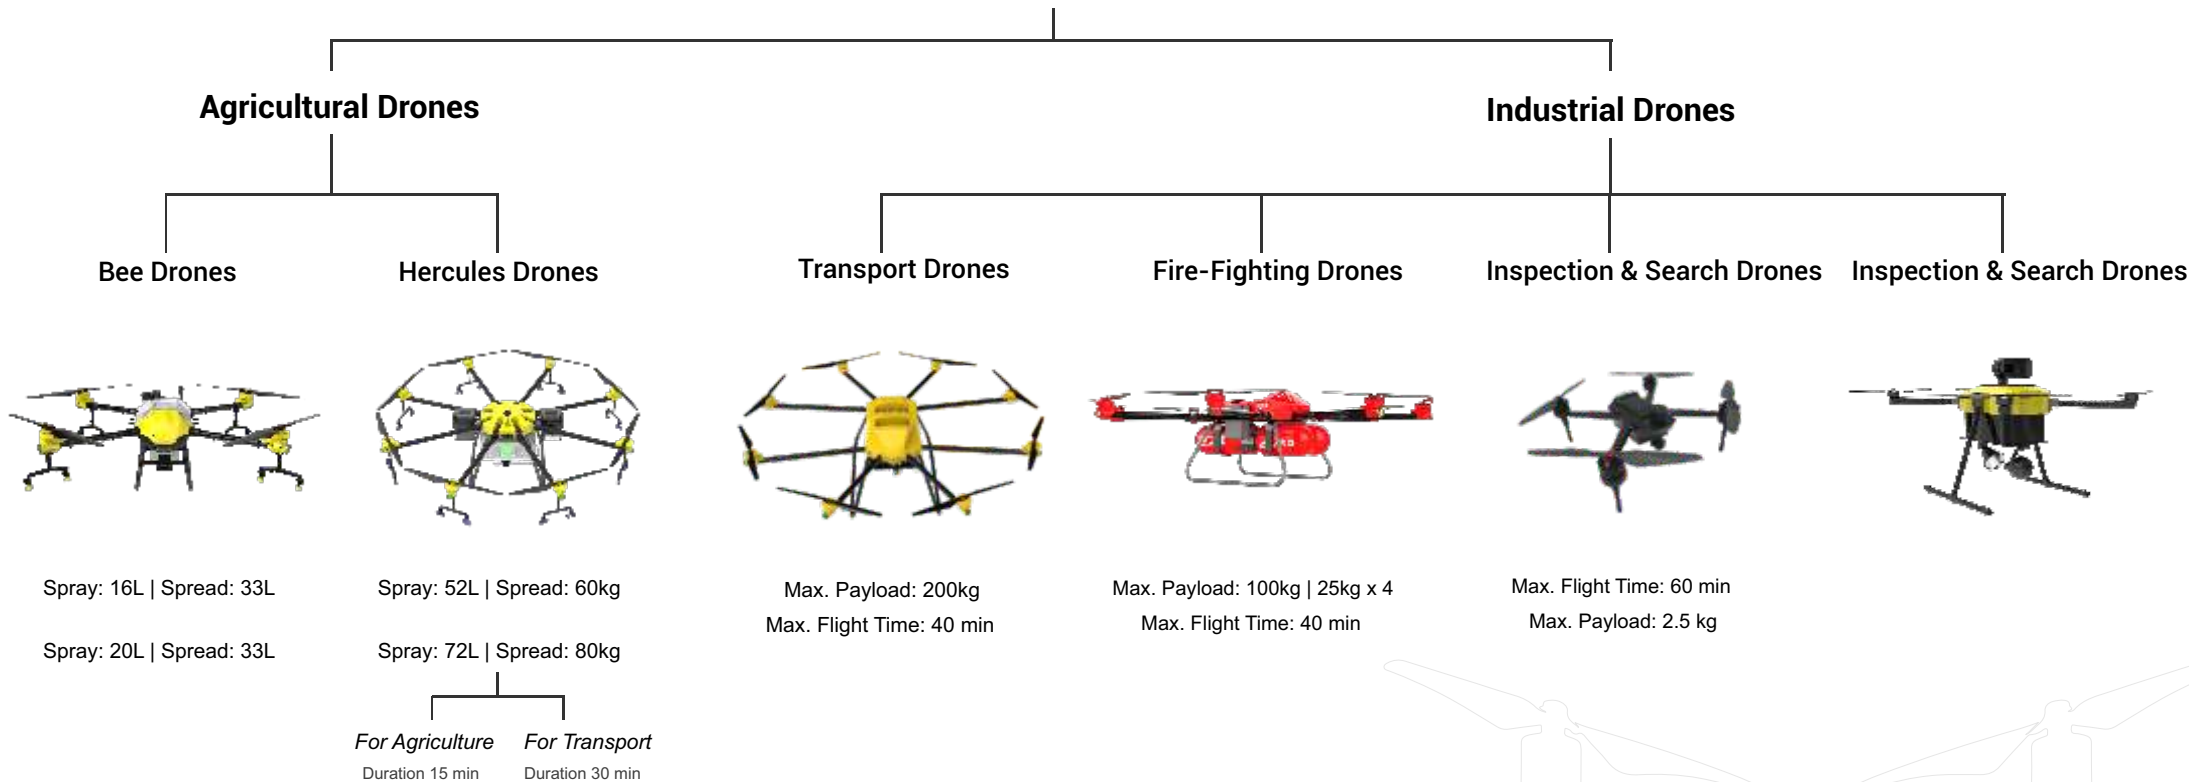 Agricultural Drones
Industrial Drones
Bee Drones
Hercules Drones
Transport Drones
Fire-Fighting Drones
Inspection & Search Drones
Inspection & Search Drones
Spray: 16L | Spread: 33L
Spray: 20L | Spread: 33L
Spray: 52L | Spread: 60kg
Spray: 72L | Spread: 80kg
For Agriculture
Duration 15 min
For Transport
Duration 30 min
Max. Payload: 200kg
Max. Flight Time: 40 min
Max. Payload: 100kg | 25kg x 4
Max. Flight Time: 40 min
Max. Flight Time: 60 min
Max. Payload: 2.5 kg